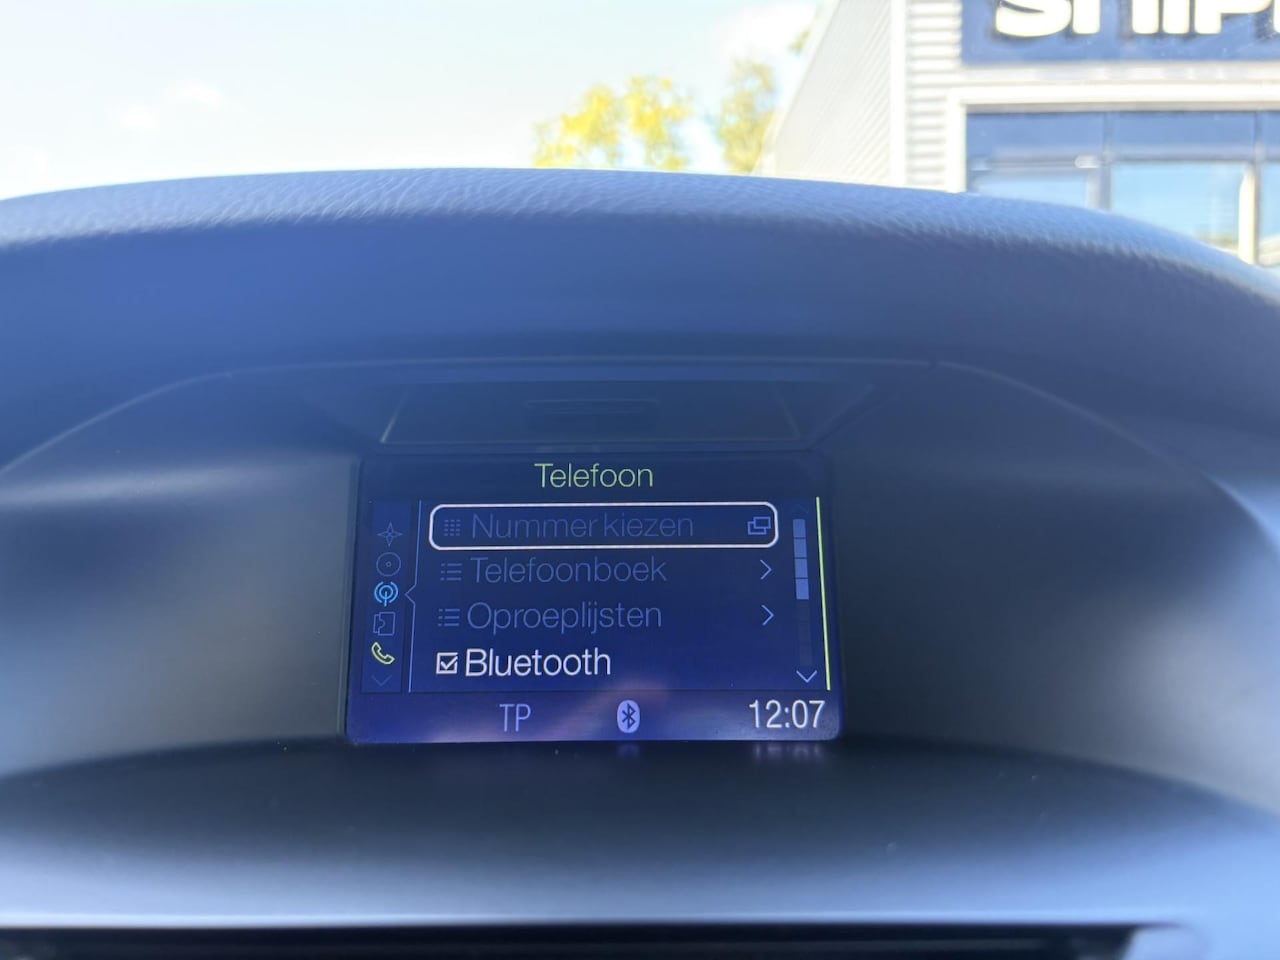 Telefoon
Nummer kiezen
Telefoonboek
Oproeplijsten
Bluetooth
TP 12:07